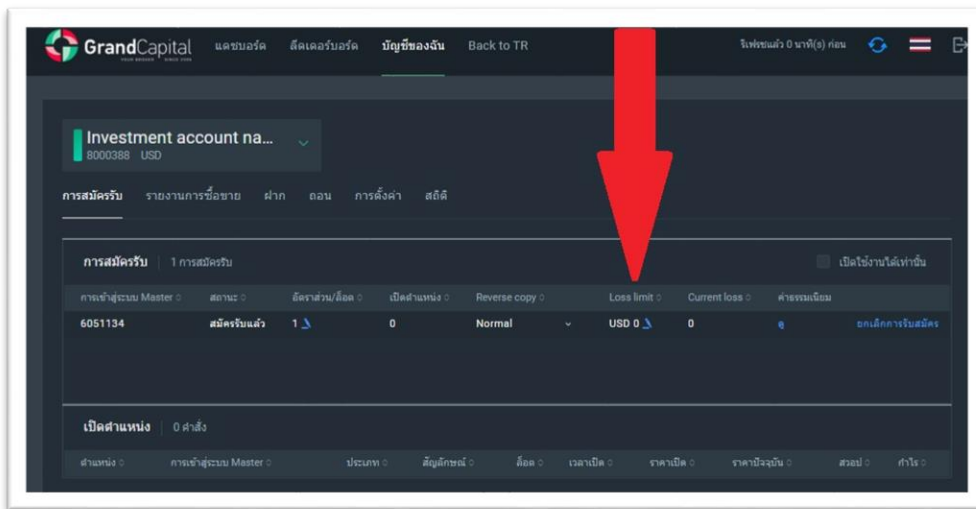 GrandCapital แดชบอร์ด ลีดเดอร์บอร์ด บัญชีของฉัน Back to TR รีเฟรชแล้ว 0 นาที(s) ก่อน
YOUR BROKER SINCE 2006
Investment account na...
8000388 USD
การสมัครรับ รายงานการซื้อขาย ฝาก ถอน การตั้งค่า สถิติ
การสมัครรับ 1 การสมัครรับ เปิดใช้งานได้เท่านั้น
การเข้าสู่ระบบ Master สถานะ อัตราส่วน/ล็อต เปิดตำแหน่ง Reverse copy Loss limit Current loss ค่าธรรมเนียม
6051134 สมัครรับแล้ว 1 0 Normal USD 0 0 ดู ยกเลิกการรับสมัคร
เปิดตำแหน่ง 0 คำสั่ง
ตำแหน่ง การเข้าสู่ระบบ Master ประเภท สัญลักษณ์ ล็อต เวลาเปิด ราคาเปิด ราคาปัจจุบัน สวอป กำไร